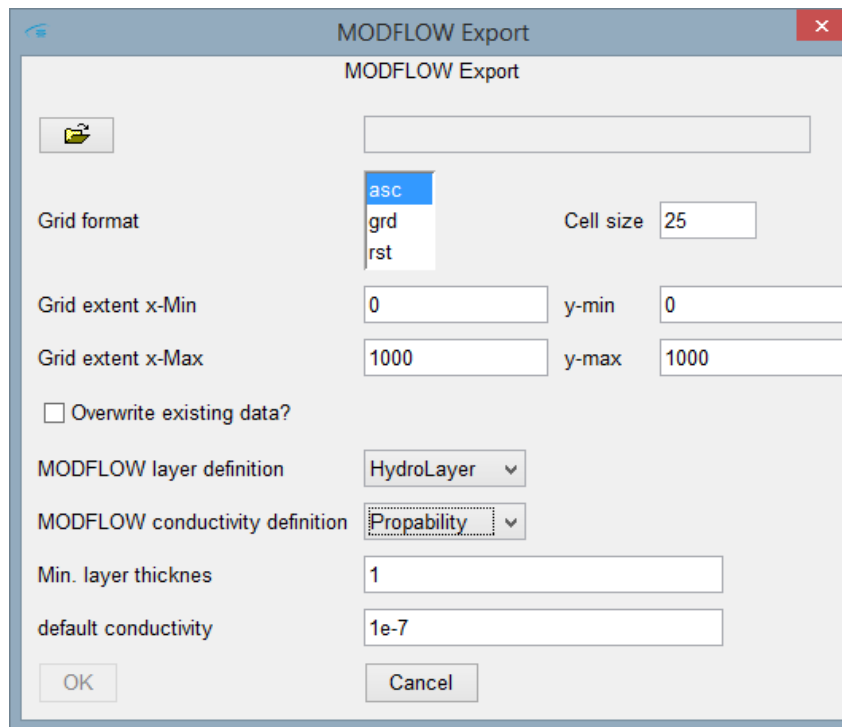 MODFLOW Export
MODFLOW Export
asc
Grid format grd Cell size 25
rst
Grid extent x-Min 0 y-min 0
Grid extent x-Max 1000 y-max 1000
Overwrite existing data?
MODFLOW layer definition HydroLayer
MODFLOW conductivity definition Propability
Min. layer thicknes 1
default conductivity 1e-7
OK Cancel